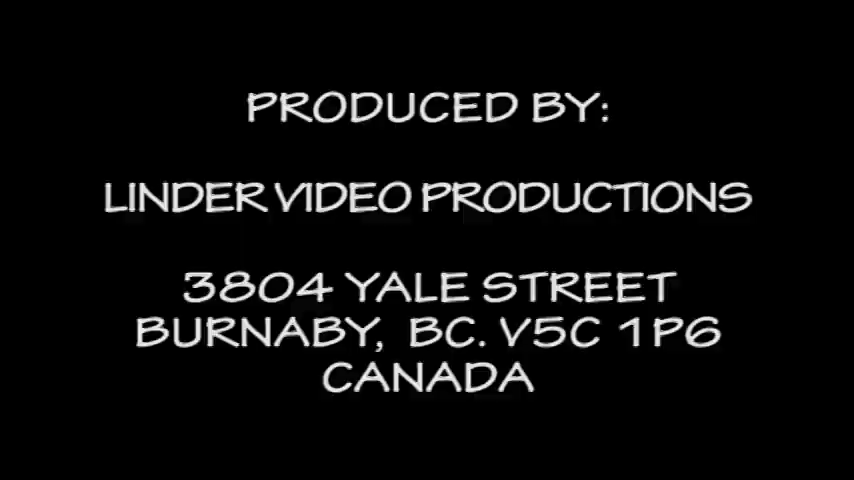 PRODUCED BY:
LINDER VIDEO PRODUCTIONS
3804 YALE STREET
BURNABY, BC. V5C 1P6
CANADA